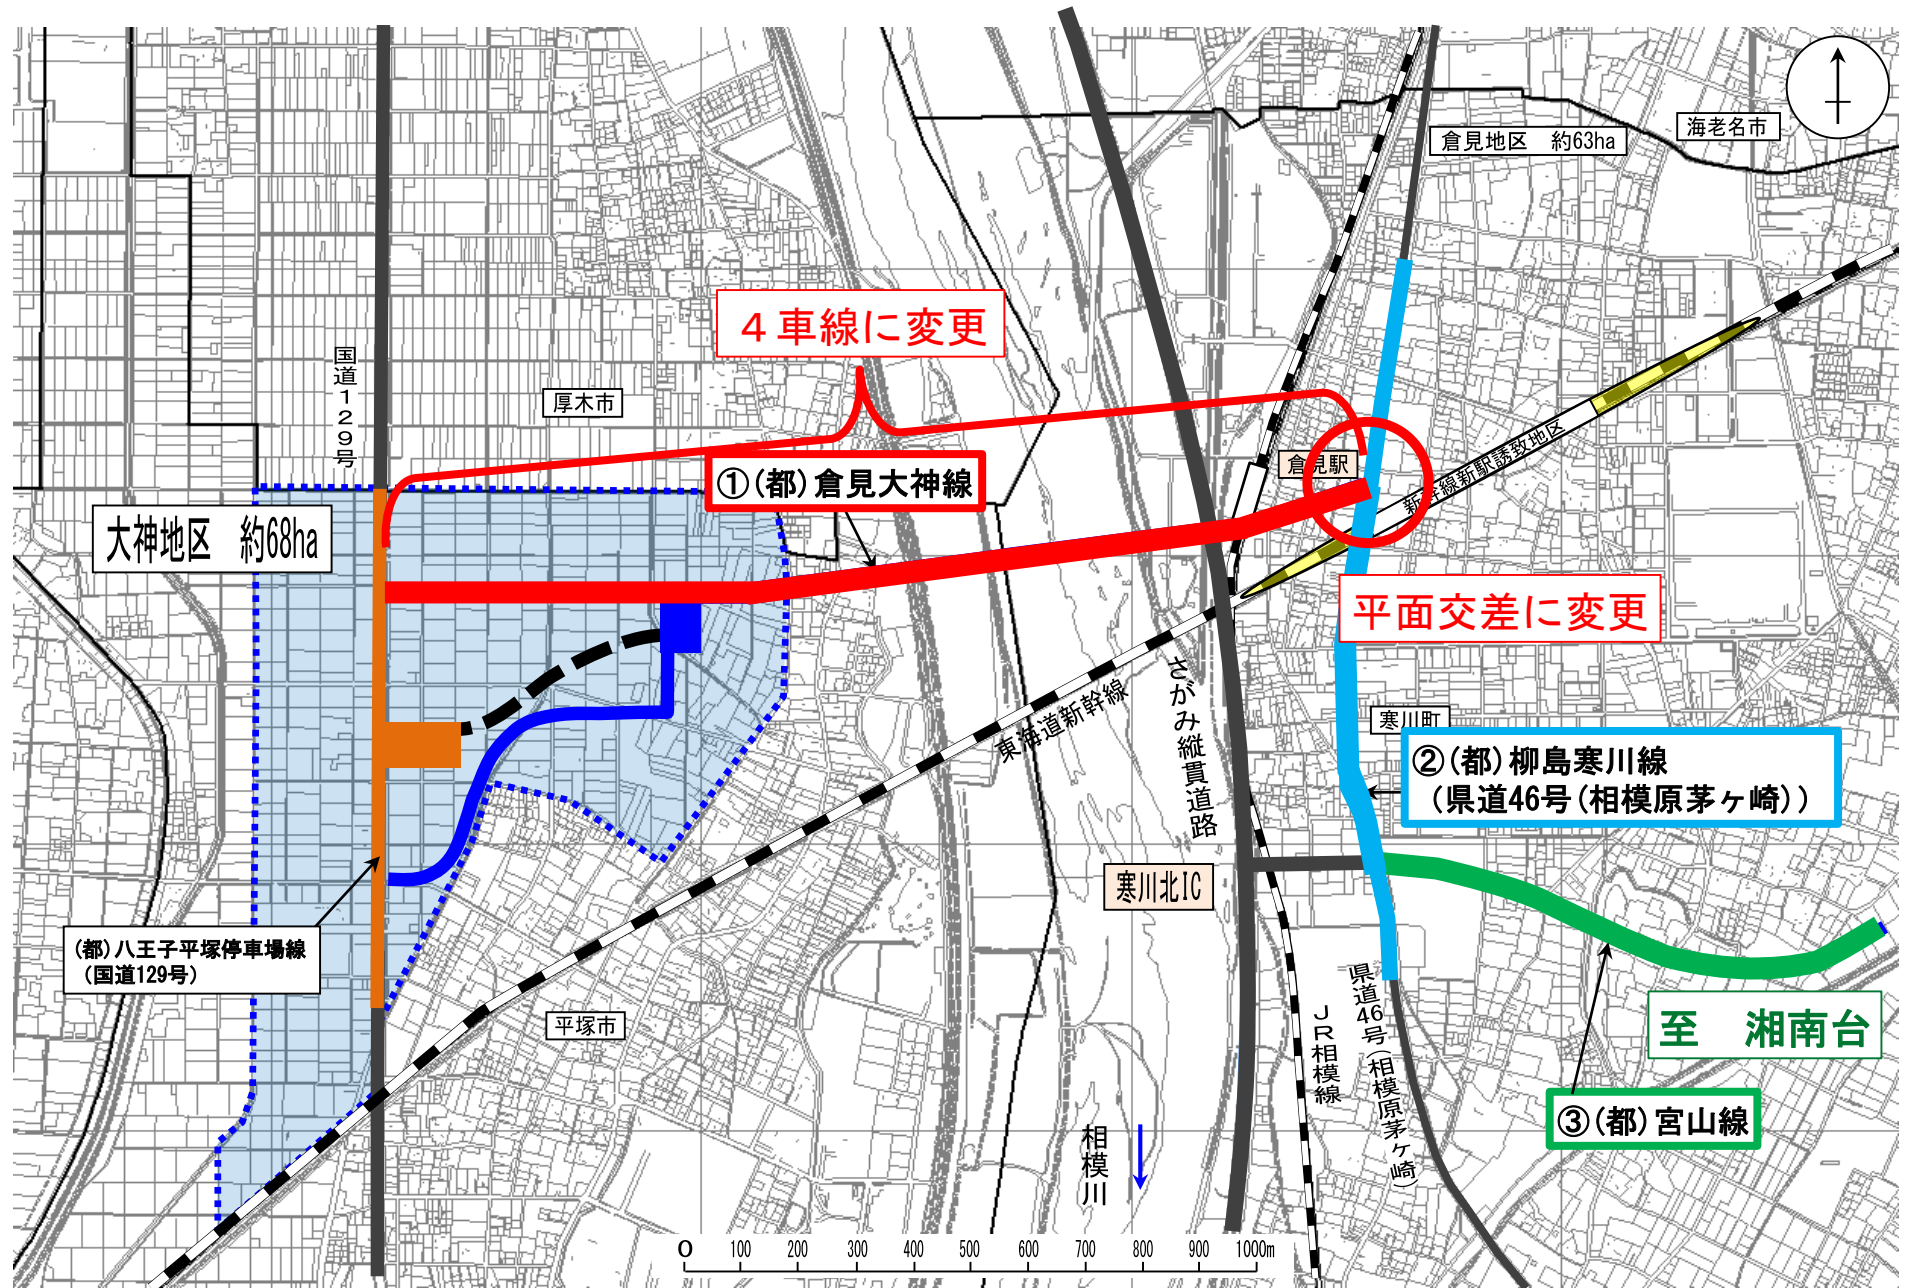 海老名市
倉見地区　約63ha
４車線に変更
国道１２９号
厚木市
倉見駅
新幹線新駅誘致地区
①(都)倉見大神線
大神地区　約68ha
平面交差に変更
さがみ縦貫道路
東海道新幹線
寒川町
②(都)柳島寒川線
(県道46号(相模原茅ヶ崎))
寒川北IC
(都)八王子平塚停車場線
(国道129号)
平塚市
県道46号(相模原茅ヶ崎)
ＪＲ相模線
至　湘南台
③(都)宮山線
相模川
0 100 200 300 400 500 600 700 800 900 1000m